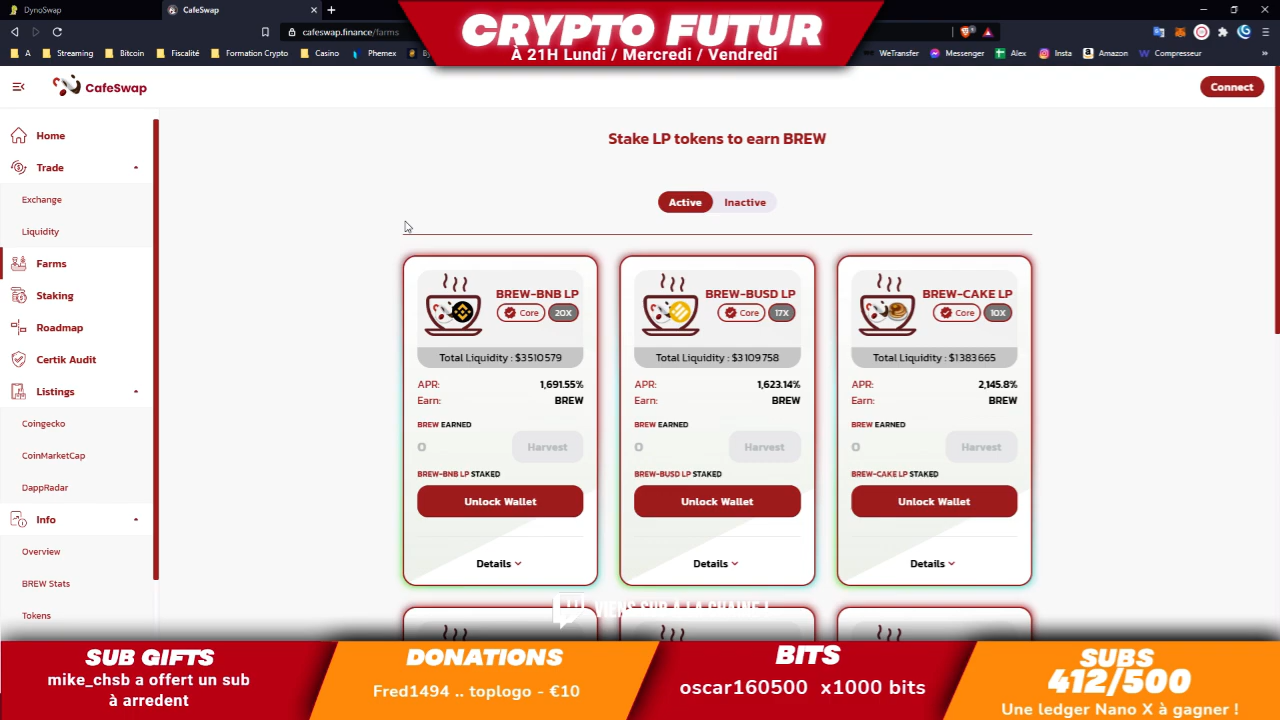 DynoSwap
CafeSwap
cafeswap.finance/farms
A
Streaming
Bitcoin
Fiscalité
Formation Crypto
Casino
Phemex
WeTransfer
Messenger
Alex
Insta
Amazon
Compresseur
CRYPTO FUTUR
À 21H Lundi / Mercredi / Vendredi
CafeSwap
Connect
Home
Trade
Exchange
Liquidity
Farms
Staking
Roadmap
Certik Audit
Listings
Coingecko
CoinMarketCap
DappRadar
Info
Overview
BREW Stats
Tokens
Stake LP tokens to earn BREW
Active Inactive
BREW-BNB LP
Core 20X
Total Liquidity : $3510579
APR: 1,691.55%
Earn: BREW
BREW EARNED
0 Harvest
BREW-BNB LP STAKED
Unlock Wallet
Details
BREW-BUSD LP
Core 17X
Total Liquidity : $3109758
APR: 1,623.14%
Earn: BREW
BREW EARNED
0 Harvest
BREW-BUSD LP STAKED
Unlock Wallet
Details
BREW-CAKE LP
Core 10X
Total Liquidity : $1383665
APR: 2,145.8%
Earn: BREW
BREW EARNED
0 Harvest
BREW-CAKE LP STAKED
Unlock Wallet
Details
SUB GIFTS
mike_chsb a offert un sub
à arredent
DONATIONS
Fred1494 .. toplogo - €10
BITS
oscar160500 x1000 bits
SUBS
412/500
Une ledger Nano X à gagner !